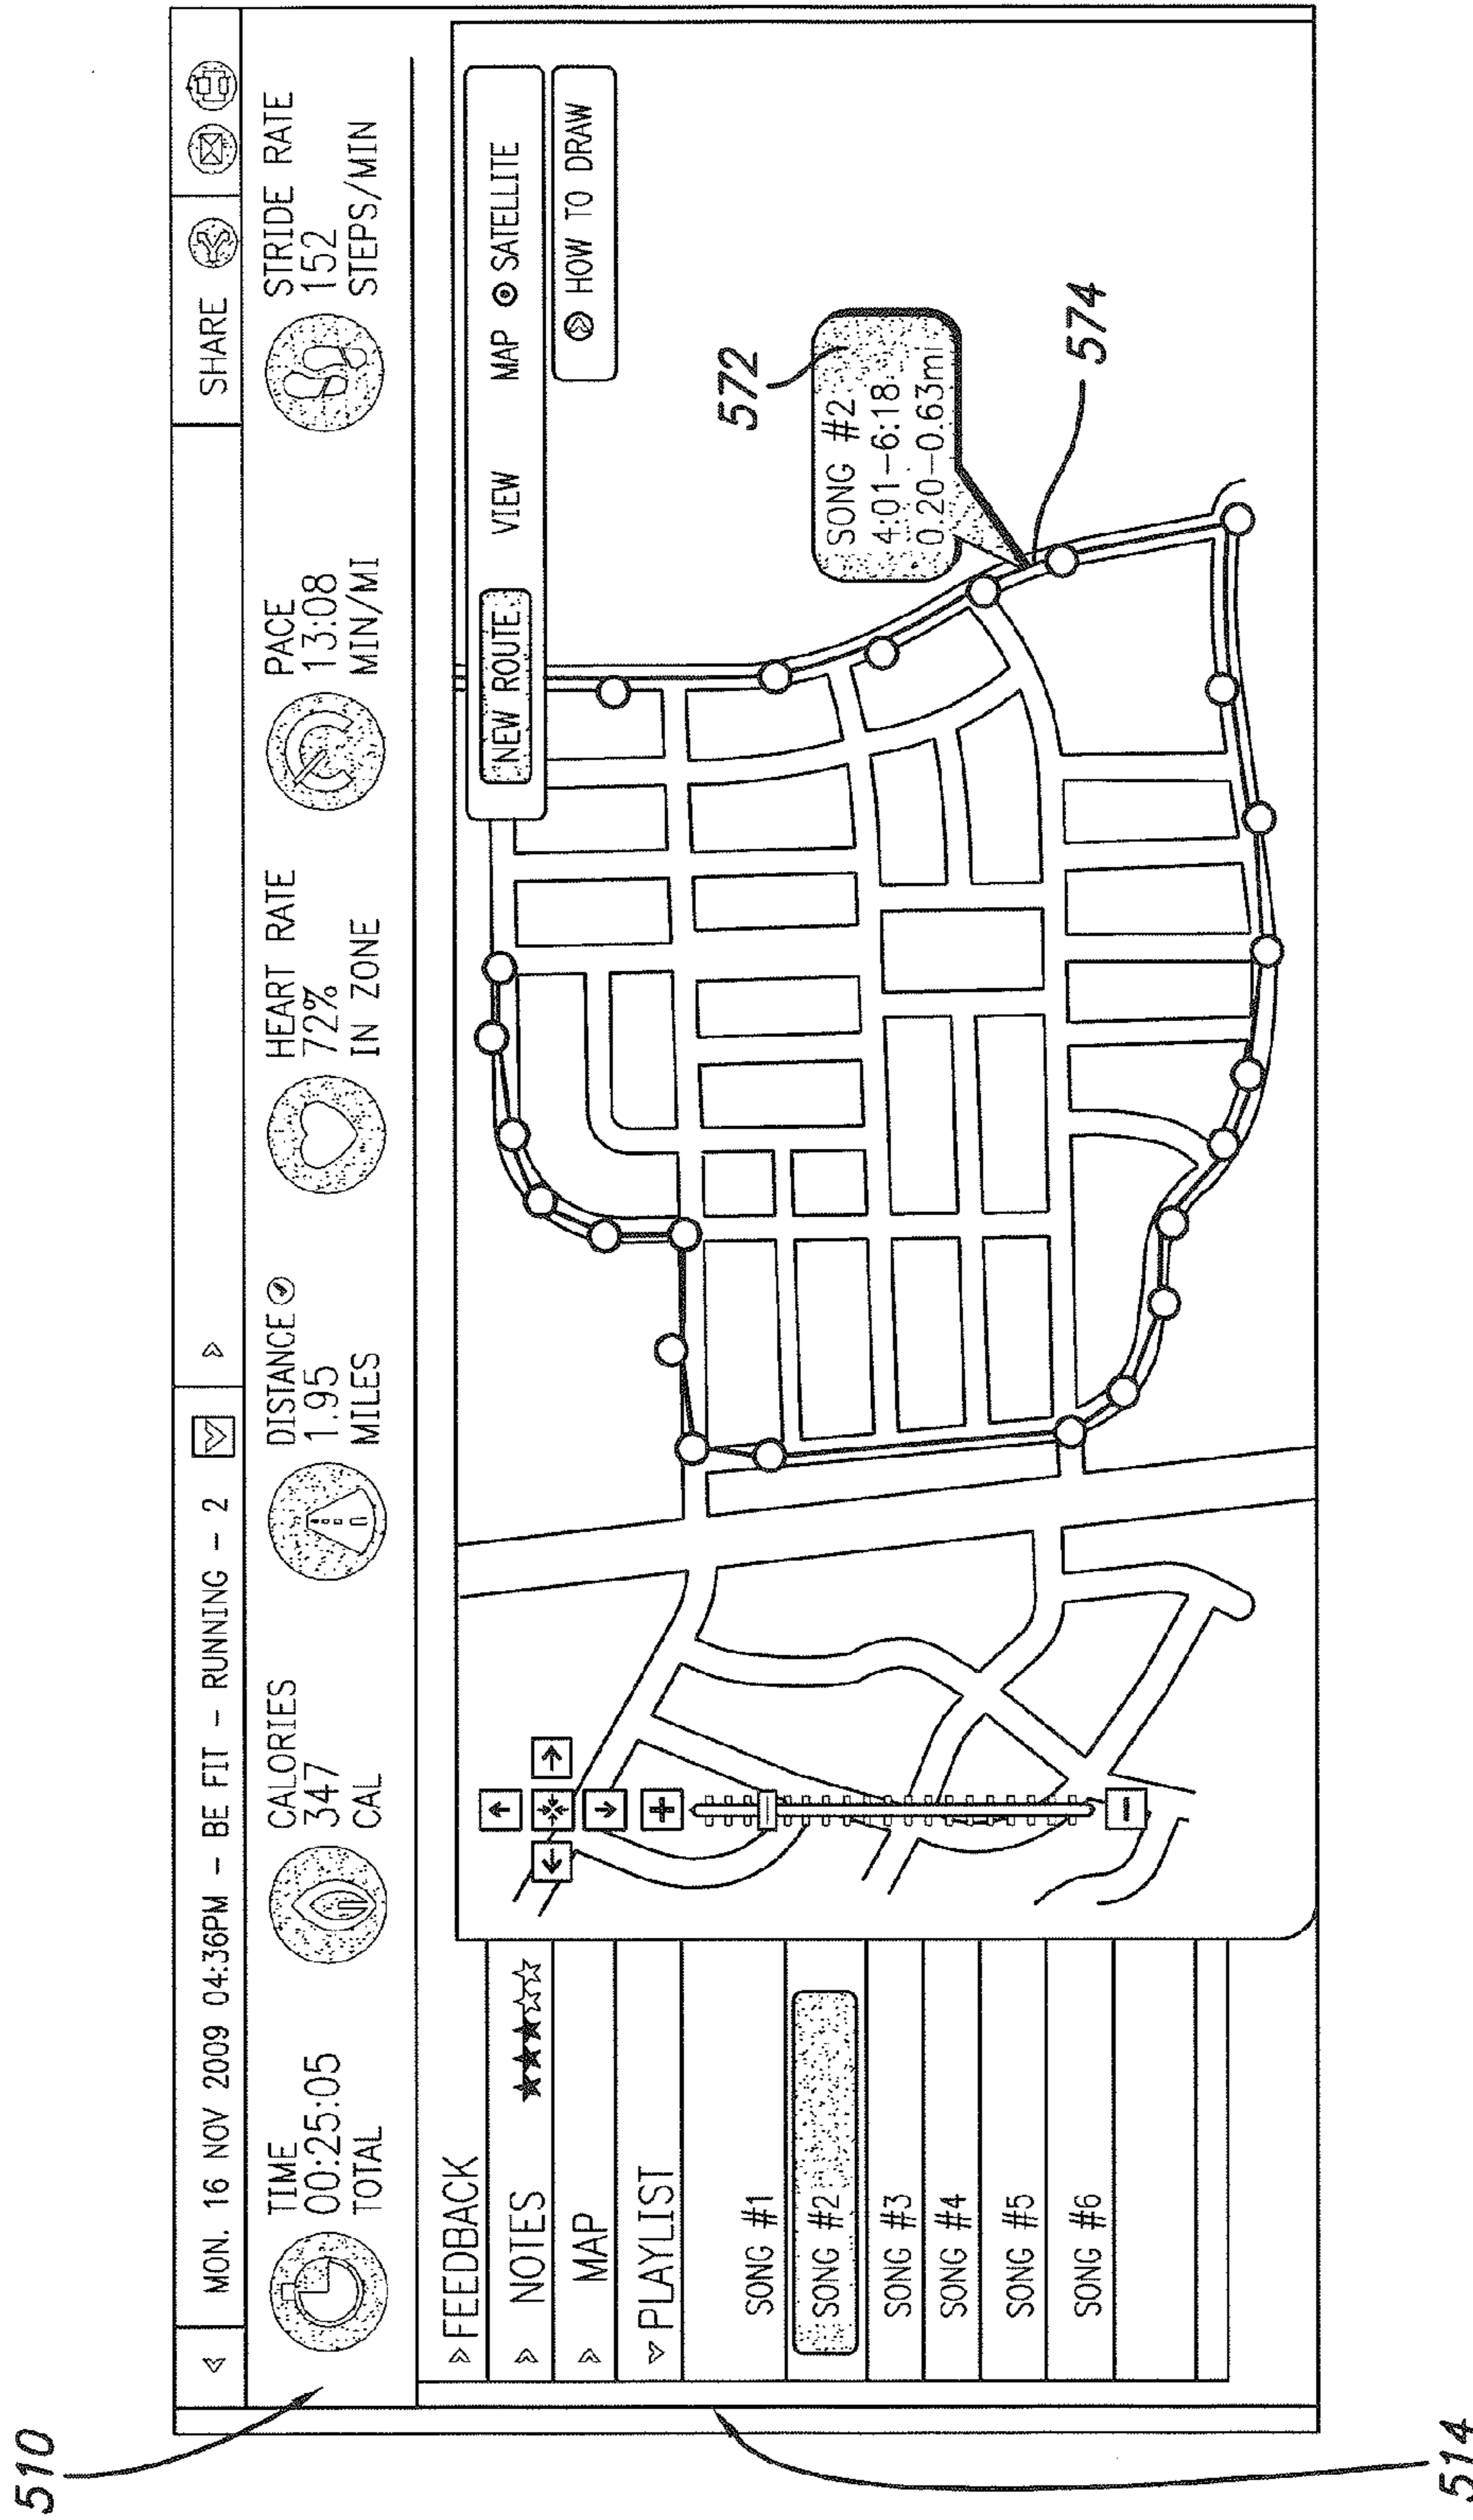 510
MON. 16 NOV 2009 04:36PM – BE FIT – RUNNING – 2
SHARE
TIME
00:25:05
TOTAL
CALORIES
347
CAL
DISTANCE
1.95
MILES
HEART RATE
72%
IN ZONE
PACE
13:08
MIN/MI
STRIDE RATE
152
STEPS/MIN
FEEDBACK
NOTES
MAP
PLAYLIST
SONG #1
SONG #2
SONG #3
SONG #4
SONG #5
SONG #6
NEW ROUTE
VIEW
MAP
SATELLITE
HOW TO DRAW
572
SONG #2
4:01–6:18
0.20–0.63mi
574
514